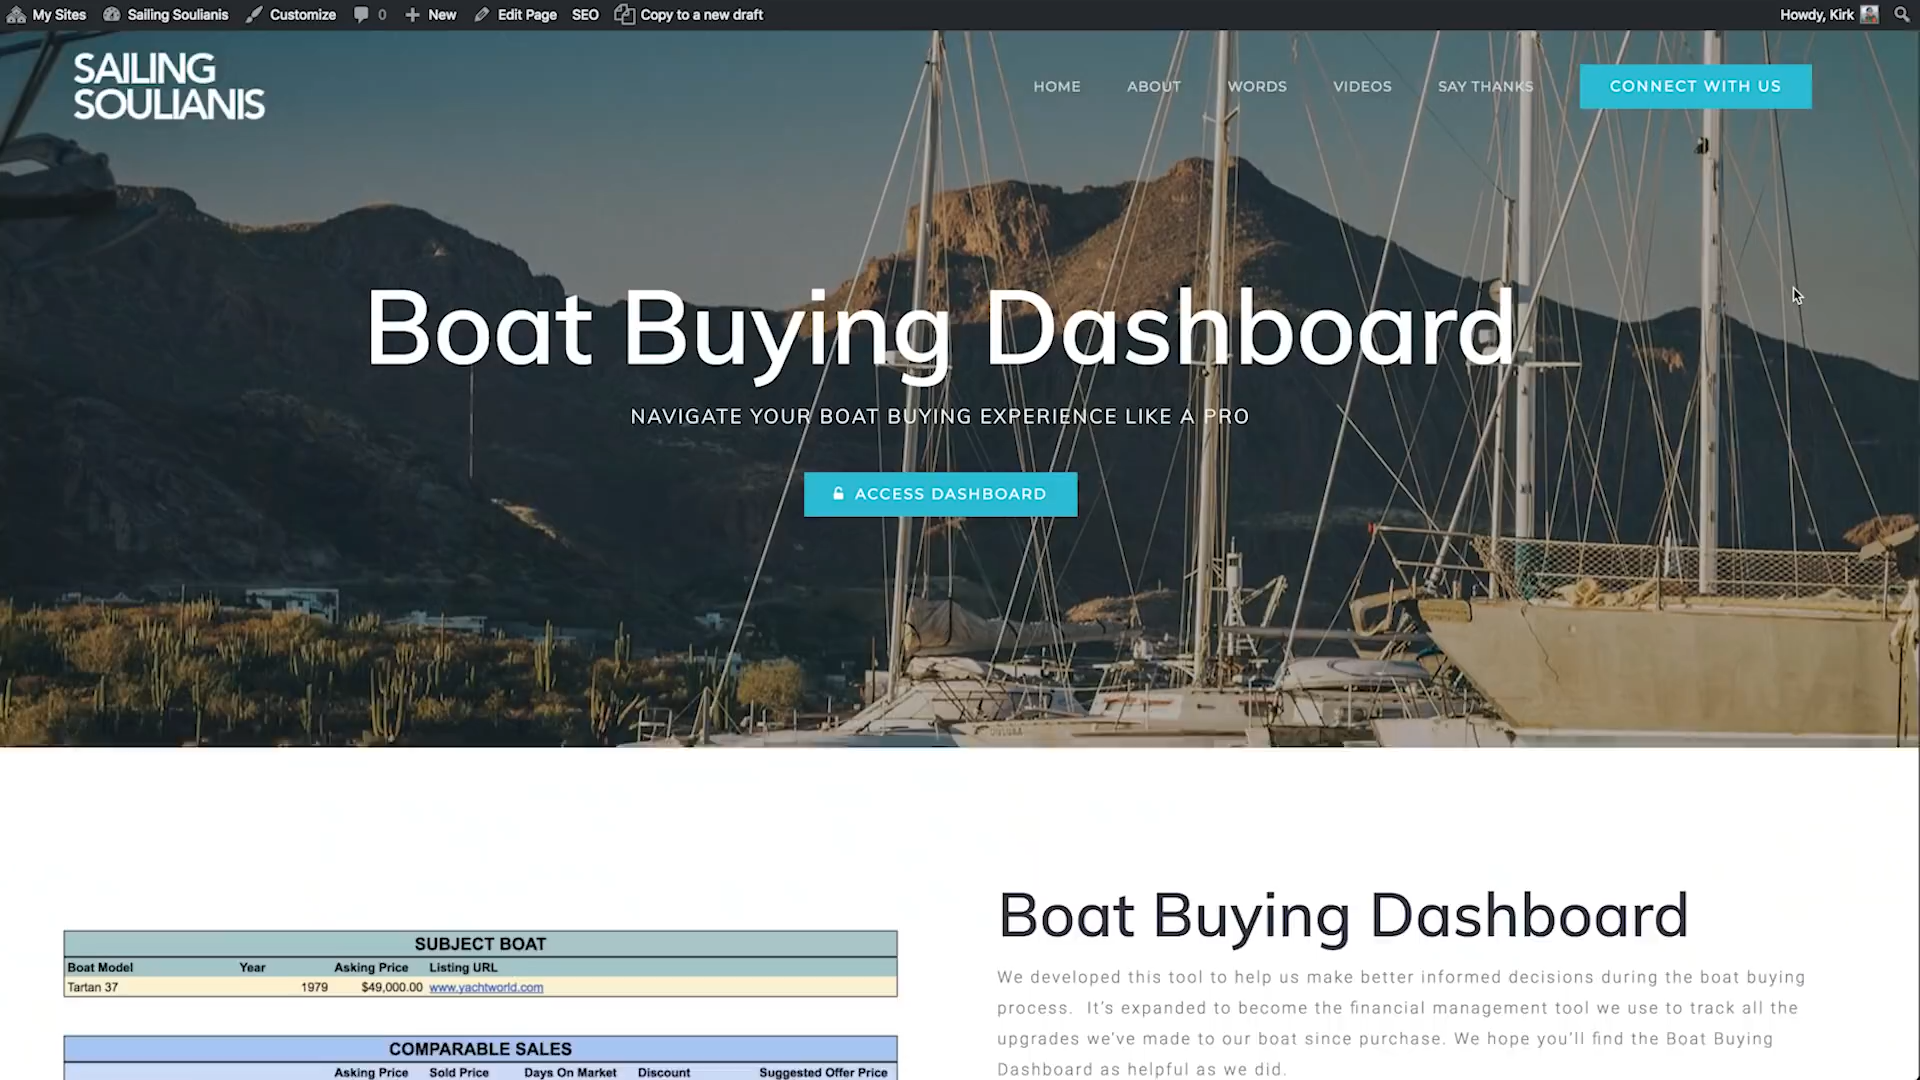 My Sites Sailing Soulianis Customize 0 New Edit Page SEO Copy to a new draft Howdy, Kirk
SAILING
SOULIANIS
HOME ABOUT WORDS VIDEOS SAY THANKS CONNECT WITH US
Boat Buying Dashboard
NAVIGATE YOUR BOAT BUYING EXPERIENCE LIKE A PRO
ACCESS DASHBOARD
SUBJECT BOAT
Boat Model Year Asking Price Listing URL
Tartan 37 1979 $49,000.00 www.yachtworld.com
COMPARABLE SALES
Asking Price Sold Price Days On Market Discount Suggested Offer Price
Boat Buying Dashboard
We developed this tool to help us make better informed decisions during the boat buying
process. It's expanded to become the financial management tool we use to track all the
upgrades we've made to our boat since purchase. We hope you'll find the Boat Buying
Dashboard as helpful as we did.